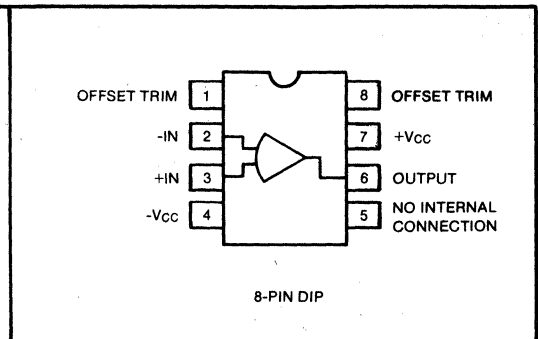 OFFSET TRIM 1 8 OFFSET TRIM
-IN 2 7 +VCC
+IN 3 6 OUTPUT
-VCC 4 5 NO INTERNAL
CONNECTION
8-PIN DIP